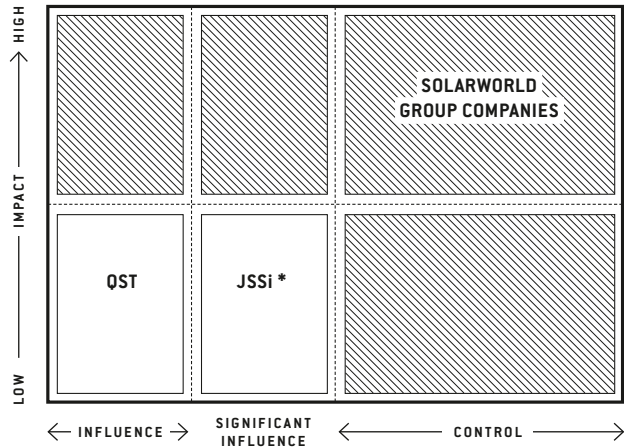 HIGH
IMPACT
LOW
SOLARWORLD
GROUP COMPANIES
QST
JSSi *
INFLUENCE
SIGNIFICANT
INFLUENCE
CONTROL